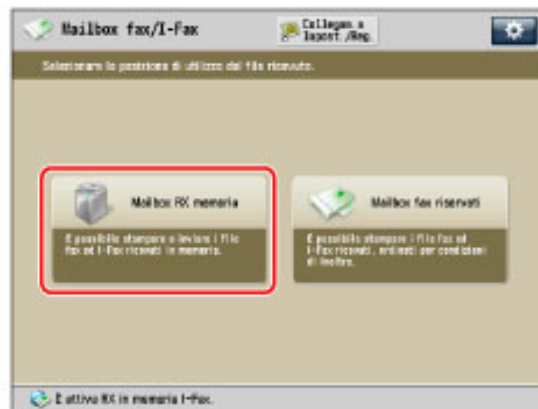 Mailbox fax/I-Fax
Collegam. a
Impost./Reg.
Selezionare la posizione di utilizzo del file ricevuto.
Mailbox RX memoria
È possibile stampare o inviare i file
fax ed I-Fax ricevuti in memoria.
Mailbox fax riservati
È possibile stampare i file fax ed
I-Fax ricevuti, ordinati per condizioni
di inoltro.
È attiva RX in memoria I-Fax.